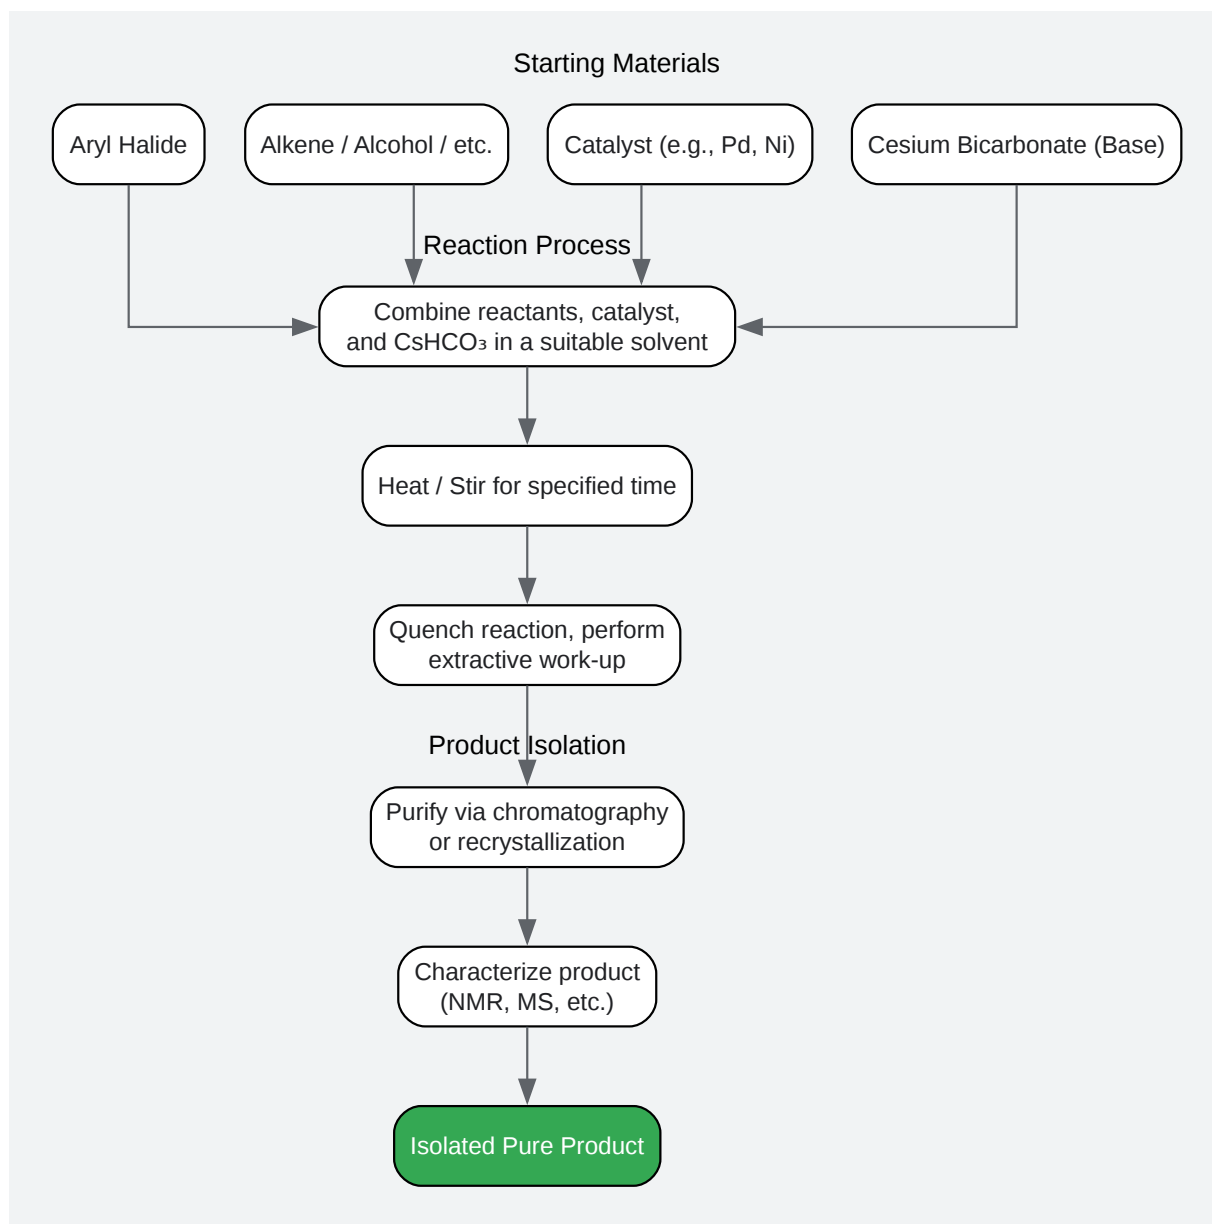 Starting Materials
Aryl Halide
Alkene / Alcohol / etc.
Catalyst (e.g., Pd, Ni)
Cesium Bicarbonate (Base)
Reaction Process
Combine reactants, catalyst,
and CsHCO₃ in a suitable solvent
Heat / Stir for specified time
Quench reaction, perform
extractive work-up
Product Isolation
Purify via chromatography
or recrystallization
Characterize product
(NMR, MS, etc.)
Isolated Pure Product